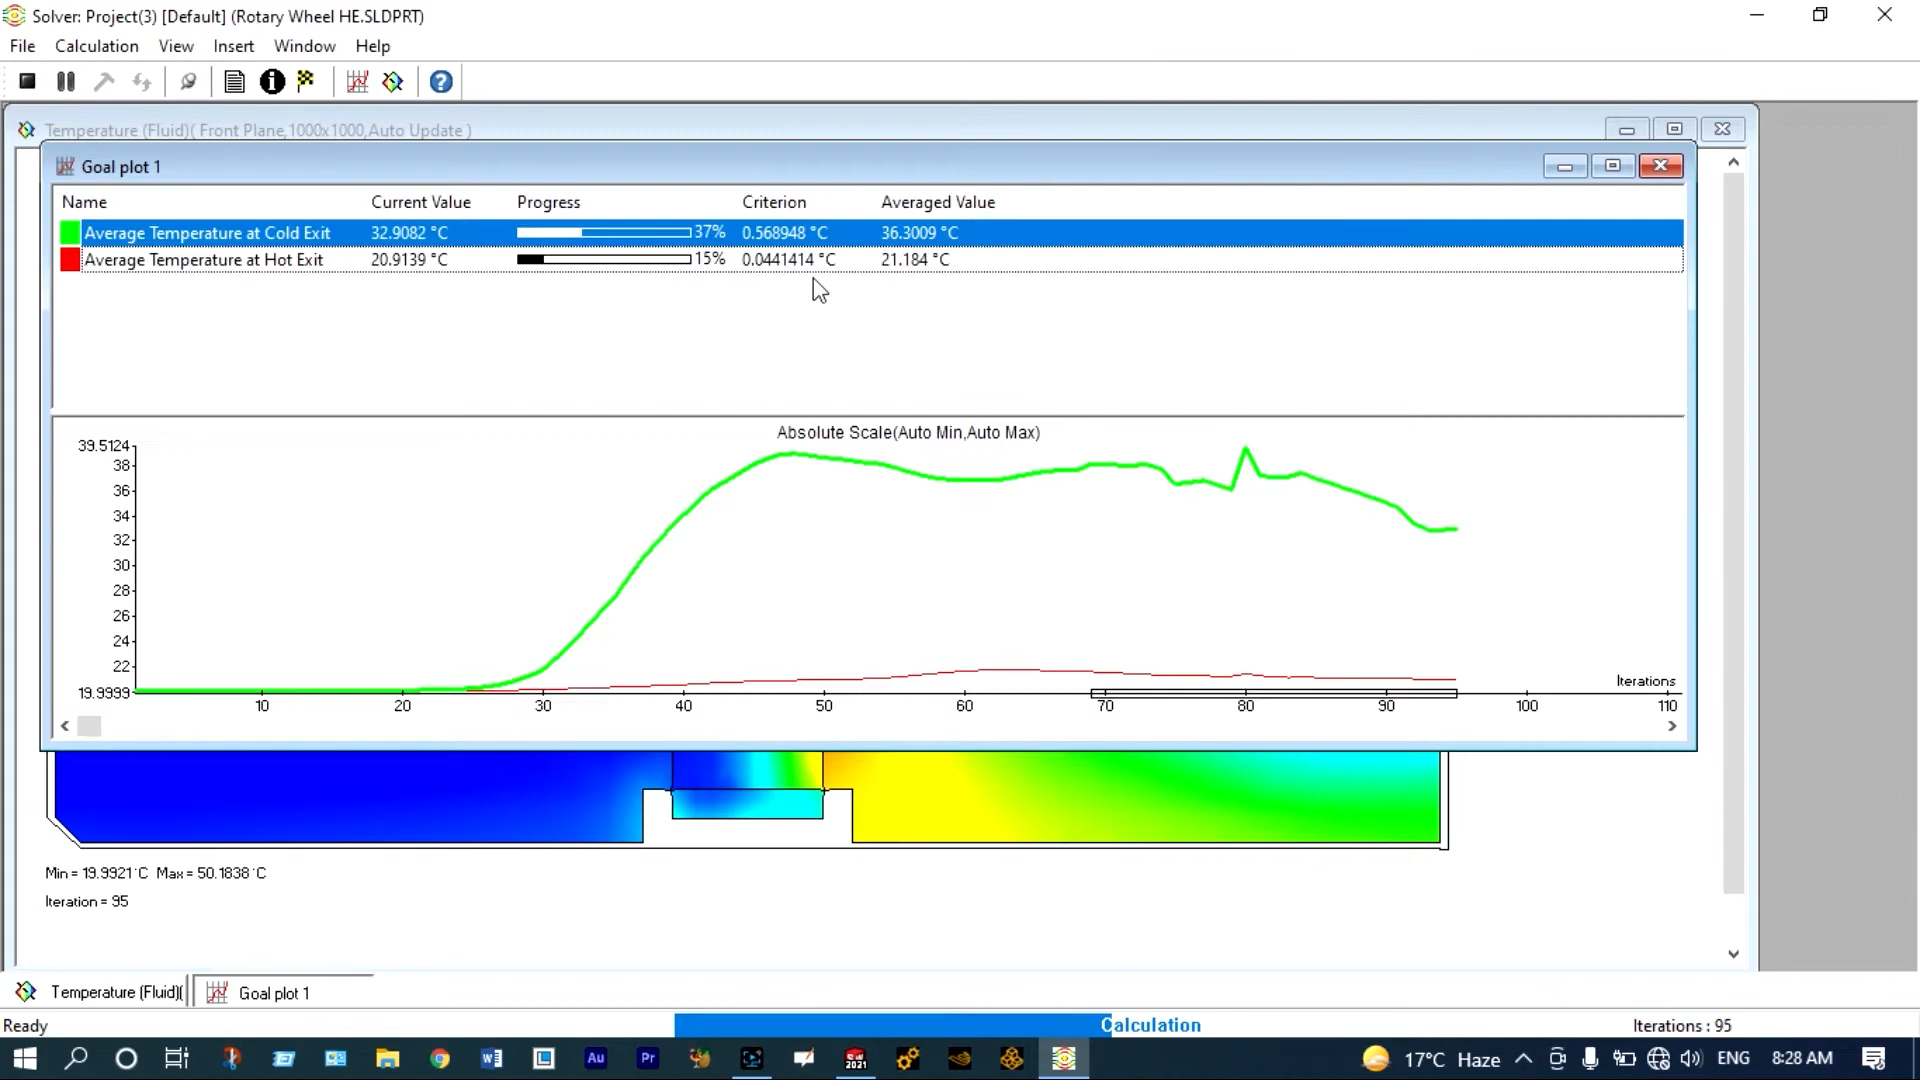 Solver: Project(3) [Default] (Rotary Wheel HE.SLDPRT)
File Calculation View Insert Window Help
Temperature (Fluid)( Front Plane,1000x1000,Auto Update )
Goal plot 1
Name Current Value Progress Criterion Averaged Value
Average Temperature at Cold Exit 32.9082 °C 37% 0.568948 °C 36.3009 °C
Average Temperature at Hot Exit 20.9139 °C 15% 0.0441414 °C 21.184 °C
Absolute Scale(Auto Min,Auto Max)
39.5124
38
36
34
32
30
28
26
24
22
19.9999
Iterations
10 20 30 40 50 60 70 80 90 100 110
Min = 19.9921°C Max = 50.1838 °C
Iteration = 95
Temperature (Fluid)( Goal plot 1
Ready Calculation Iterations : 95
Au Pr SW 2021 17°C Haze ENG 8:28 AM